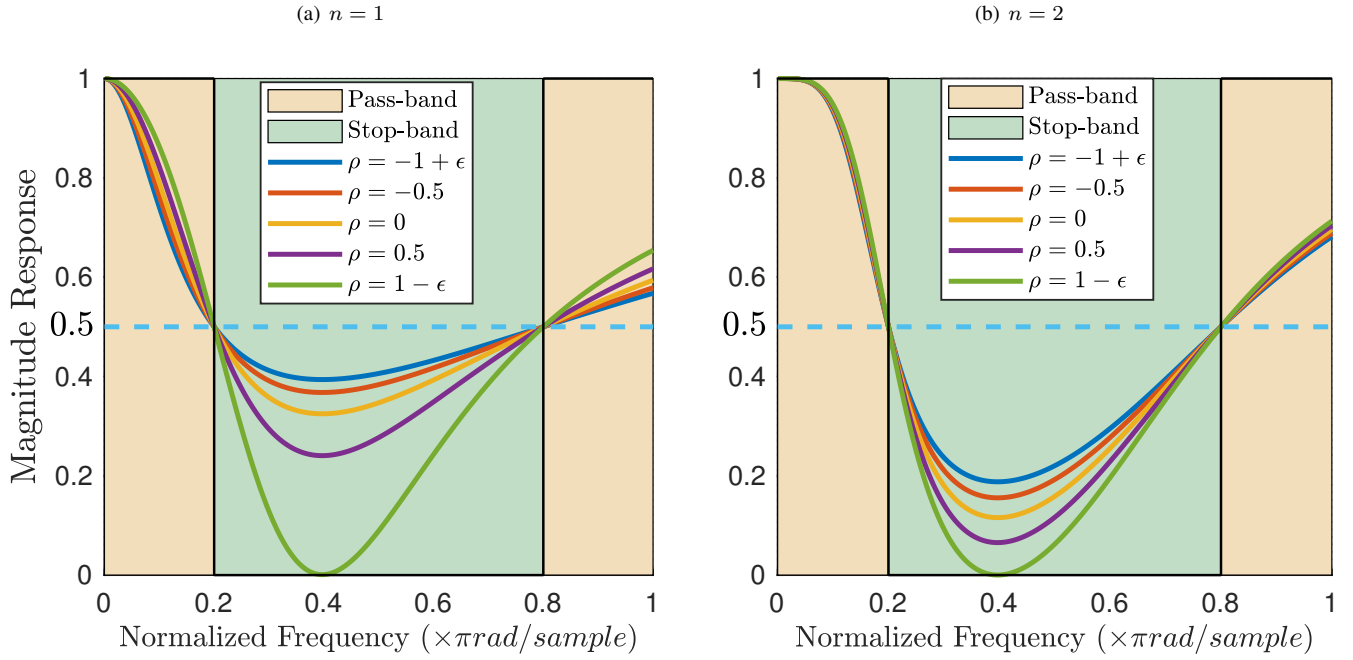 (a) n = 1
1
0.8
0.6
0.5
0.4
0.2
0
Magnitude Response
Pass-band
Stop-band
ρ = −1 + ϵ
ρ = −0.5
ρ = 0
ρ = 0.5
ρ = 1 − ϵ
0 0.2 0.4 0.6 0.8 1
Normalized Frequency (×πrad/sample)
(b) n = 2
1
0.8
0.6
0.5
0.4
0.2
0
Pass-band
Stop-band
ρ = −1 + ϵ
ρ = −0.5
ρ = 0
ρ = 0.5
ρ = 1 − ϵ
0 0.2 0.4 0.6 0.8 1
Normalized Frequency (×πrad/sample)